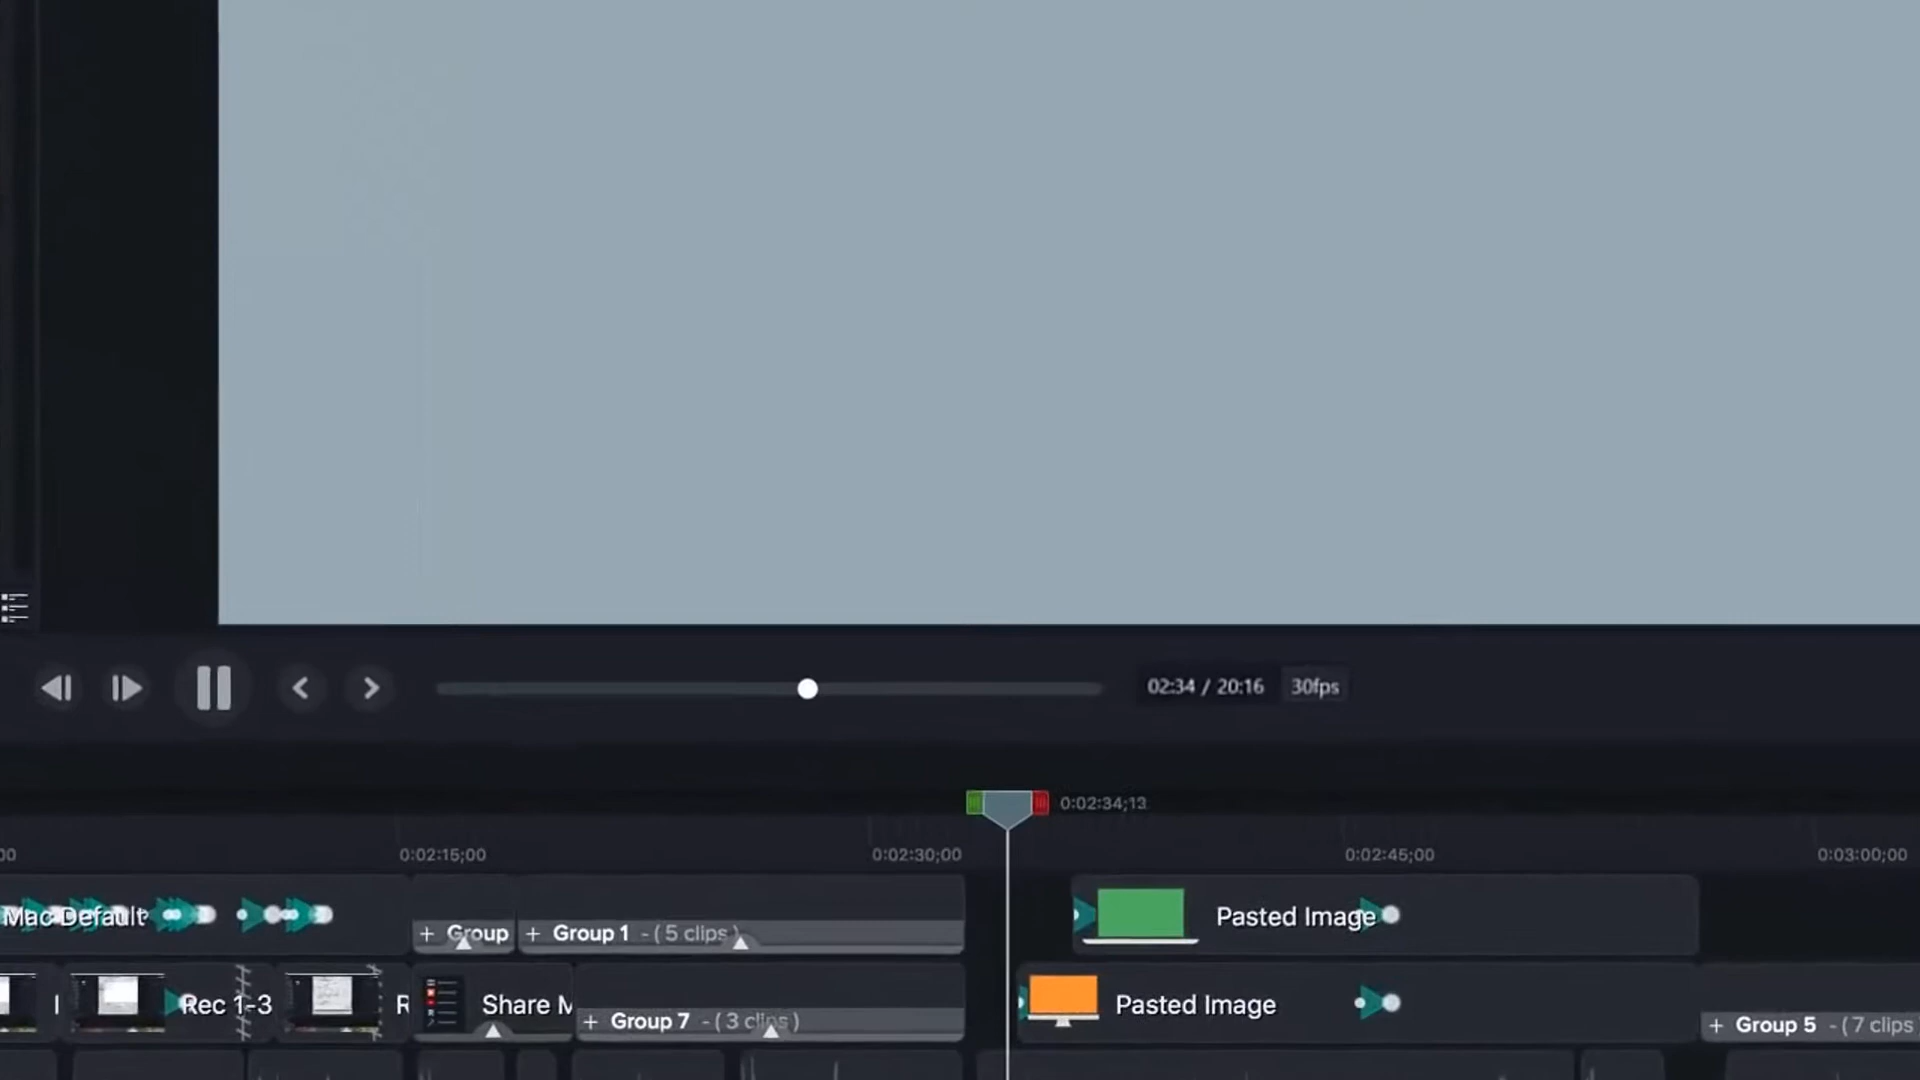 02:34 / 20:16 30fps
0:02:34;13
00 0:02:15;00 0:02:30;00 0:02:45;00 0:03:00;00
Mac Default + Group + Group 1 - ( 5 clips ) Pasted Image
Rec 1-3 R Share M + Group 7 - ( 3 clips ) Pasted Image + Group 5 - ( 7 clips